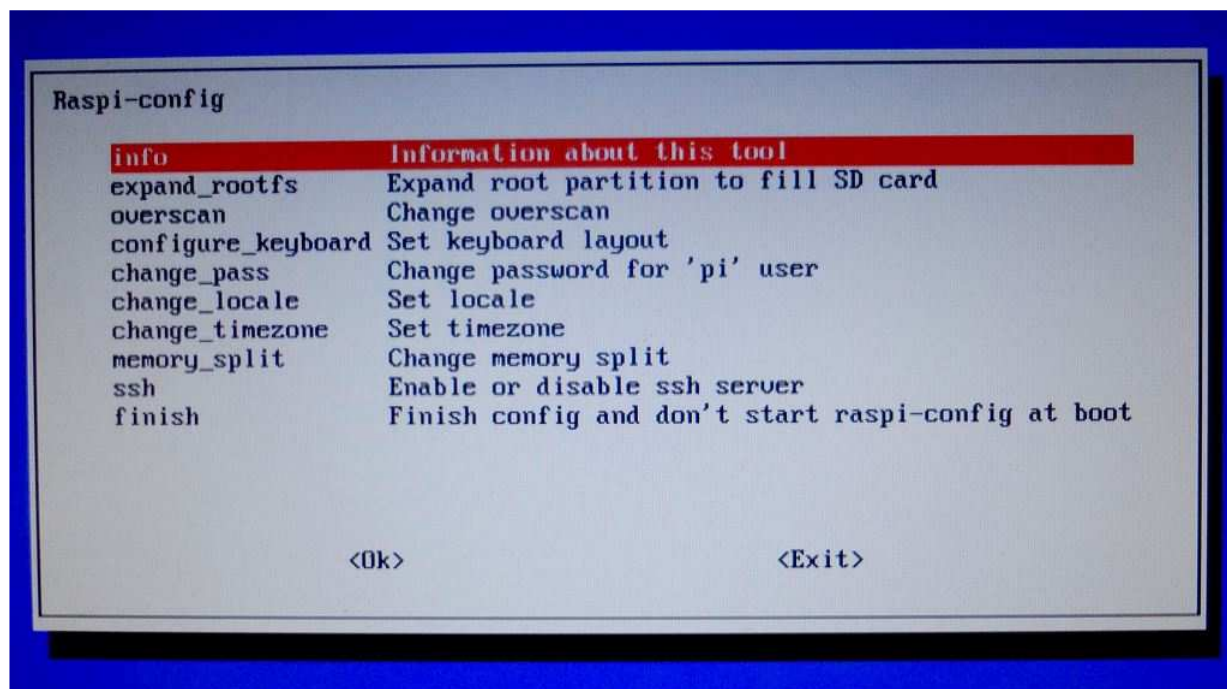 Raspi-config
info Information about this tool
expand_rootfs Expand root partition to fill SD card
overscan Change overscan
configure_keyboard Set keyboard layout
change_pass Change password for 'pi' user
change_locale Set locale
change_timezone Set timezone
memory_split Change memory split
ssh Enable or disable ssh server
finish Finish config and don't start raspi-config at boot
<Ok> <Exit>